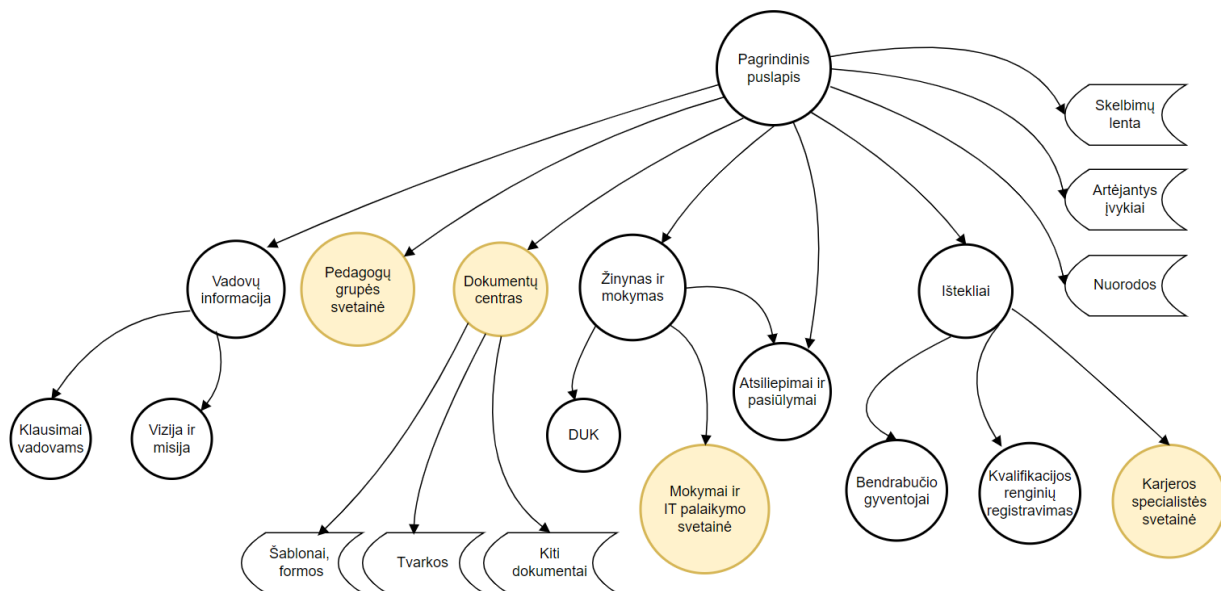 Pagrindinis
puslapis
Skelbimų
lenta
Artėjantys
įvykiai
Nuorodos
Vadovų
informacija
Pedagogų
grupės
svetainė
Dokumentų
centras
Žinynas ir
mokymas
Ištekliai
Klausimai
vadovams
Vizija ir
misija
DUK
Atsiliepimai ir
pasiūlymai
Mokymai ir
IT palaikymo
svetainė
Bendrabučio
gyventojai
Kvalifikacijos
renginių
registravimas
Karjeros
specialistės
svetainė
Šablonai,
formos
Tvarkos
Kiti
dokumentai